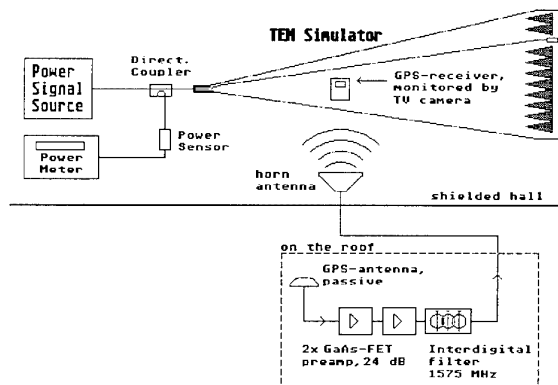 TEM Simulator
Direct.
Coupler
Power
Signal
Source
GPS-receiver,
monitored by
TV camera
Power
Sensor
Power
Meter
horn
antenna
shielded hall
on the roof
GPS-antenna,
passive
2x GaAs-FET
preamp, 24 dB
Interdigital
filter
1575 MHz